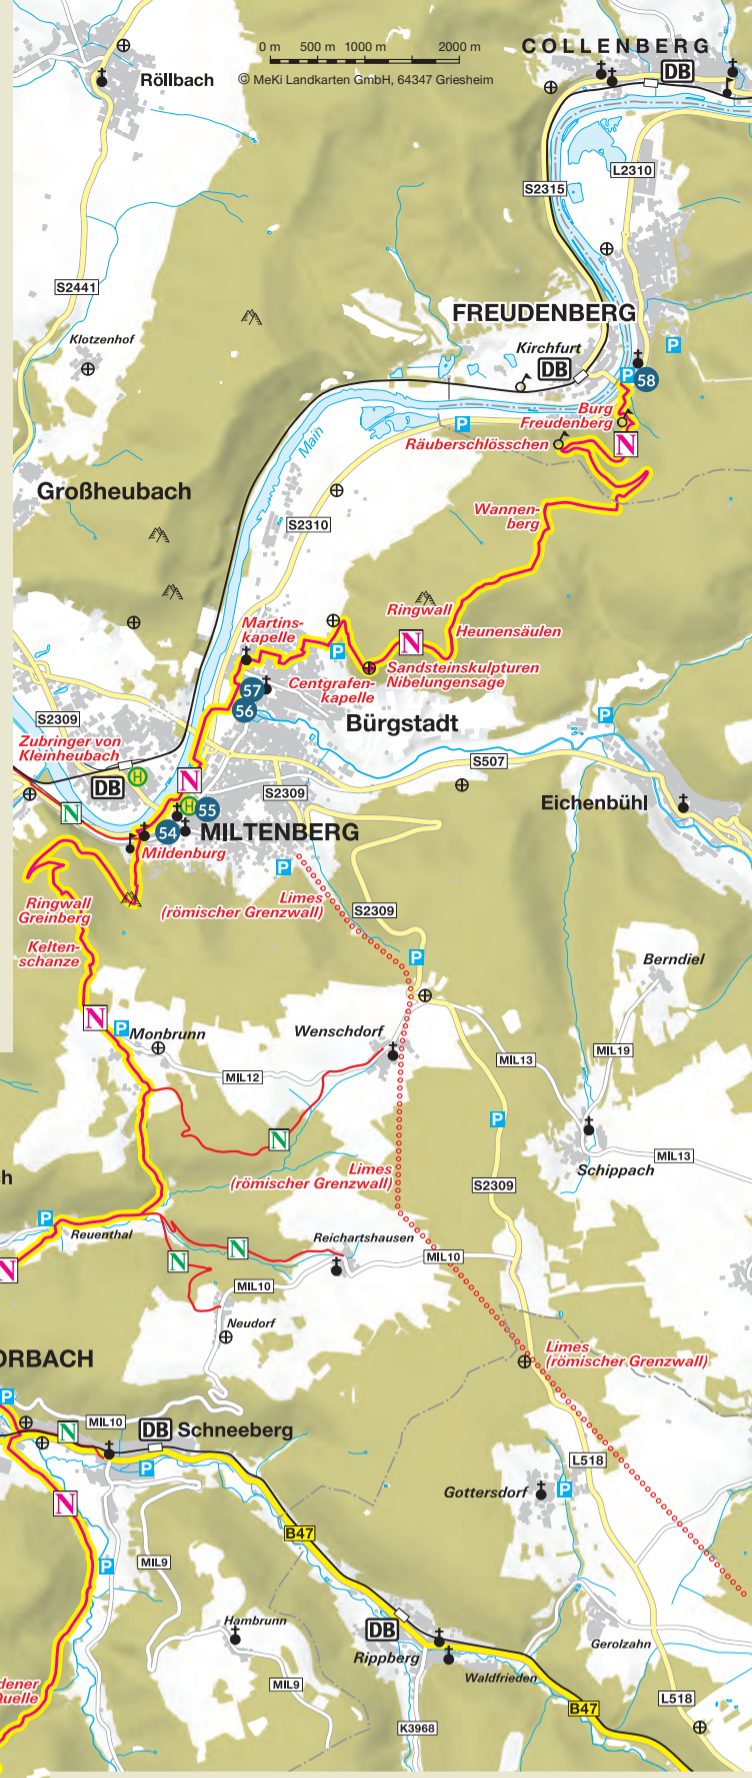 COLLENBERG
0 m 500 m 1000 m 2000 m
DB
Röllbach
© MeKi Landkarten GmbH, 64347 Griesheim
L2310
S2315
S2441
FREUDENBERG
Klotzenhof
Kirchfurt
P
DB
P
58
Burg
Freudenberg
Main
P
Räuberschlösschen
N
Großheubach
Wannen-
berg
S2310
Ringwall
Martins-
kapelle
Heunensäulen
N
P
Sandsteinskulpturen
Nibelungensage
Centgrafen-
kapelle
57
56
S2309
Bürgstadt
P
Zubringer von
Kleinheubach
S507
H
N
DB
S2309
Eichenbühl
N
H
55
54
MILTENBERG
Mildenburg
P
Limes
(römischer Grenzwall)
Ringwall
Greinberg
S2309
Kelten-
schanze
P
Berndiel
N
P
Monbrunn
Wenschdorf
MIL19
MIL13
MIL12
P
N
MIL13
Schippach
Limes
(römischer Grenzwall)
h
S2309
P
Reuenthal
Reichartshausen
N
N
MIL10
N
MIL10
Neudorf
Limes
(römischer Grenzwall)
ORBACH
P
MIL10
N
DB
Schneeberg
P
L518
Gottersdorf
P
N
B47
MIL9
P
Hambrunn
DB
Gerolzahn
Rippberg
Waldfrieden
dener
Quelle
MIL9
L518
B47
K3968